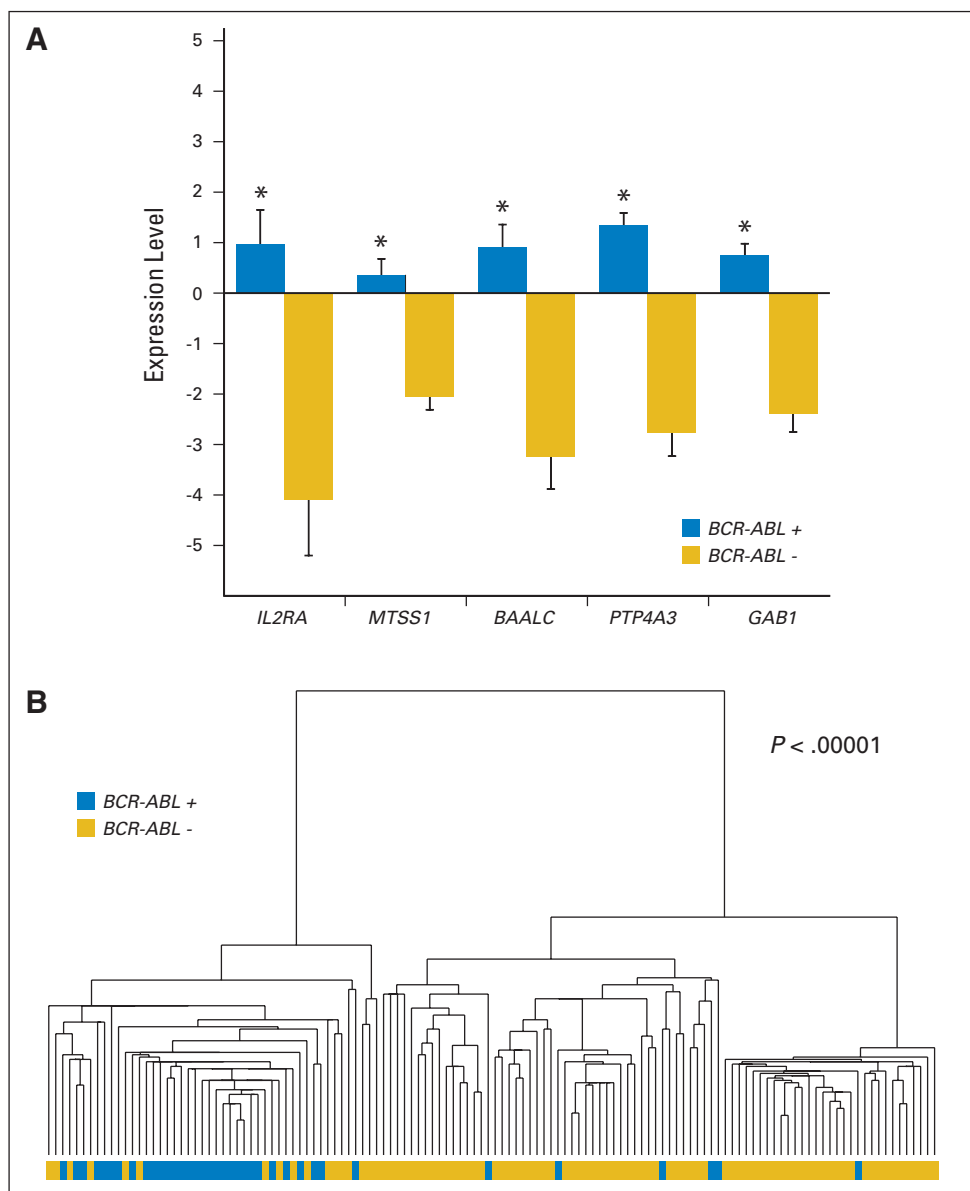 A
5
4
3
2
1
0
-1
-2
-3
-4
-5
Expression Level
* * * * *
BCR-ABL +
BCR-ABL -
IL2RA MTSS1 BAALC PTP4A3 GAB1
B
P < .00001
BCR-ABL +
BCR-ABL -